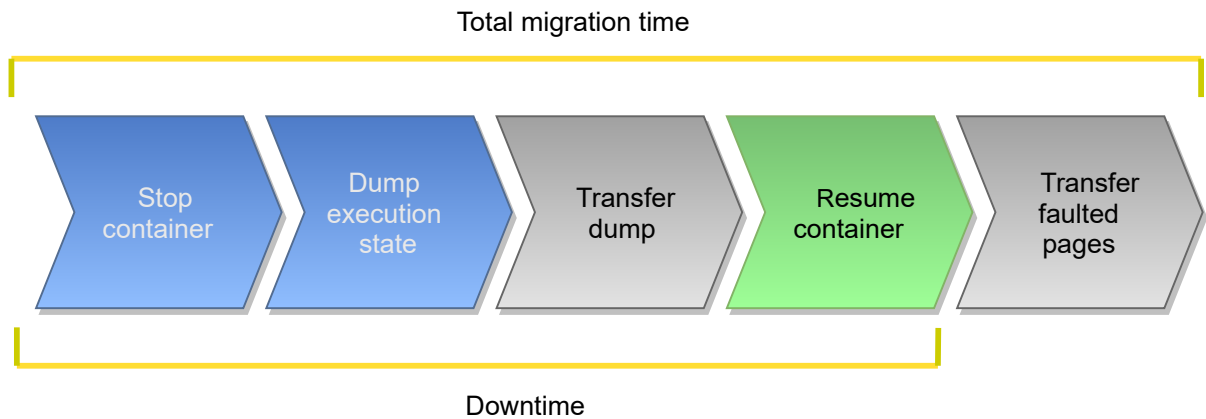 Total migration time
Stop
container
Dump
execution
state
Transfer
dump
Resume
container
Transfer
faulted
pages
Downtime